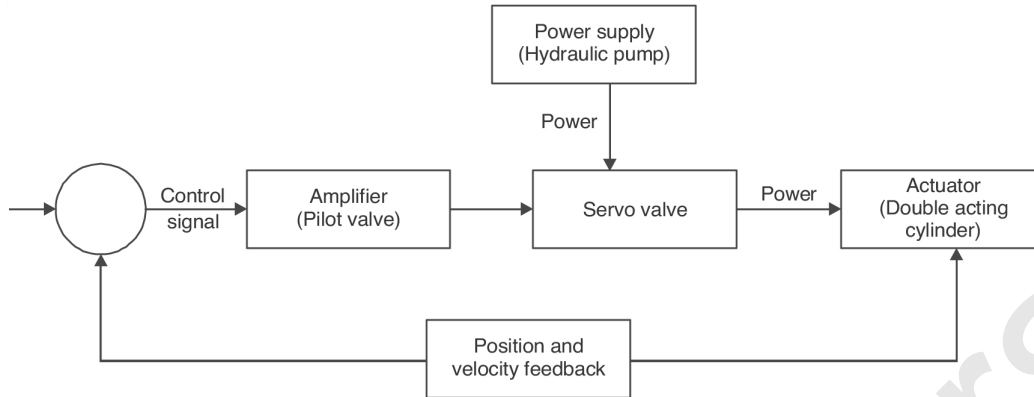 Power supply
(Hydraulic pump)
Power
Control
signal
Amplifier
(Pilot valve)
Servo valve
Power
Actuator
(Double acting
cylinder)
Position and
velocity feedback